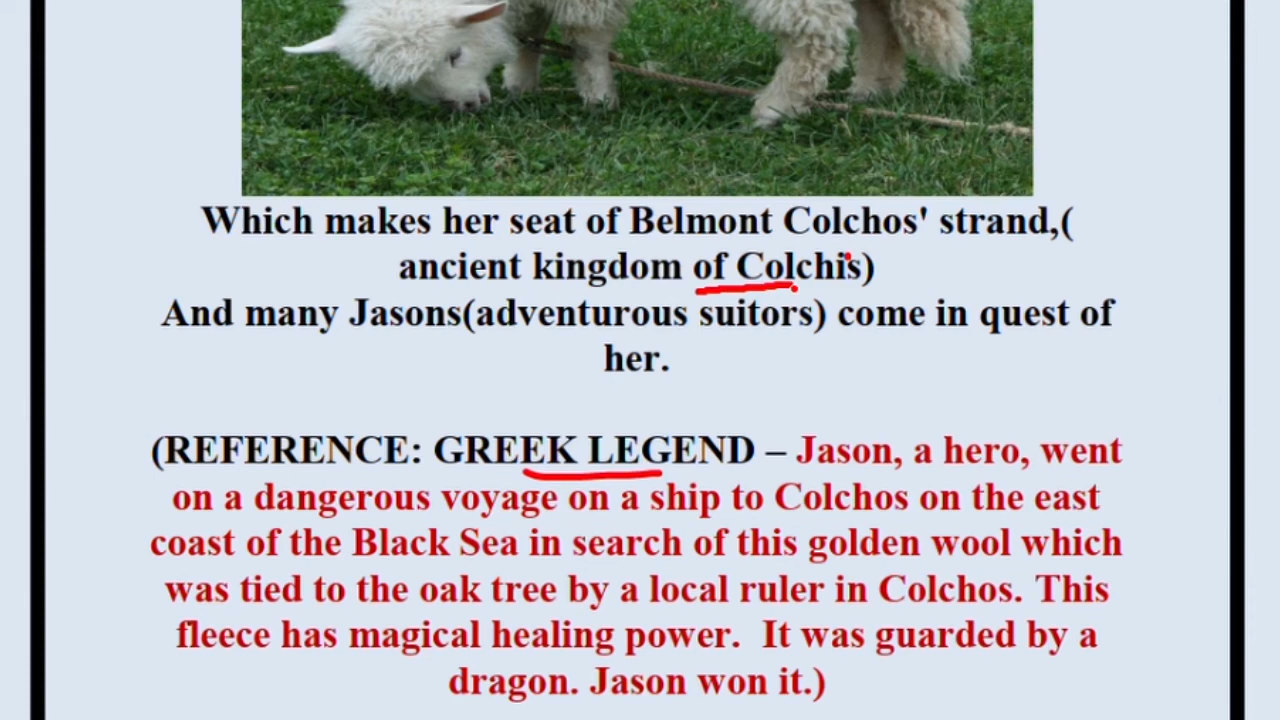 Which makes her seat of Belmont Colchos' strand,(
ancient kingdom of Colchis)
And many Jasons(adventurous suitors) come in quest of
her.
(REFERENCE: GREEK LEGEND – Jason, a hero, went
on a dangerous voyage on a ship to Colchos on the east
coast of the Black Sea in search of this golden wool which
was tied to the oak tree by a local ruler in Colchos. This
fleece has magical healing power.  It was guarded by a
dragon. Jason won it.)